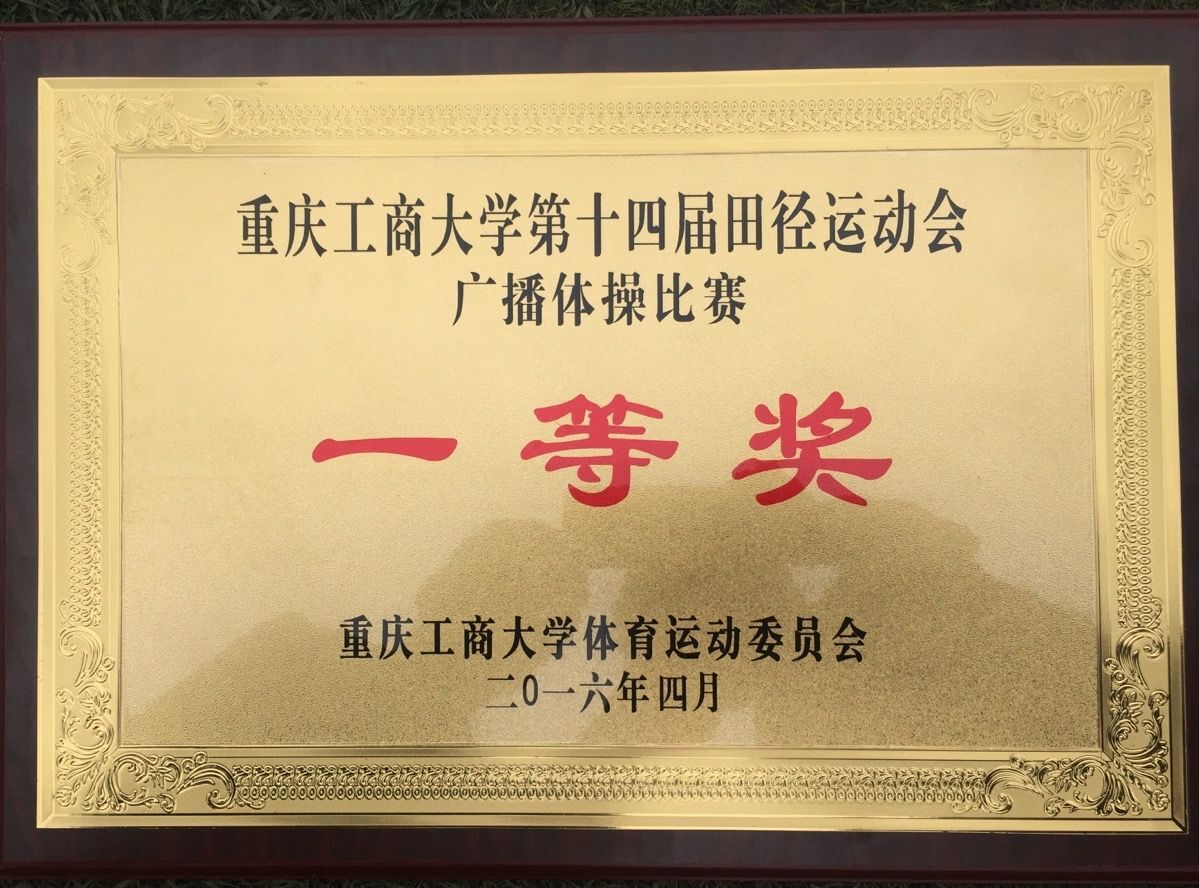 重庆工商大学第十四届田径运动会
广播体操比赛
一等奖
重庆工商大学体育运动委员会
二0一六年四月